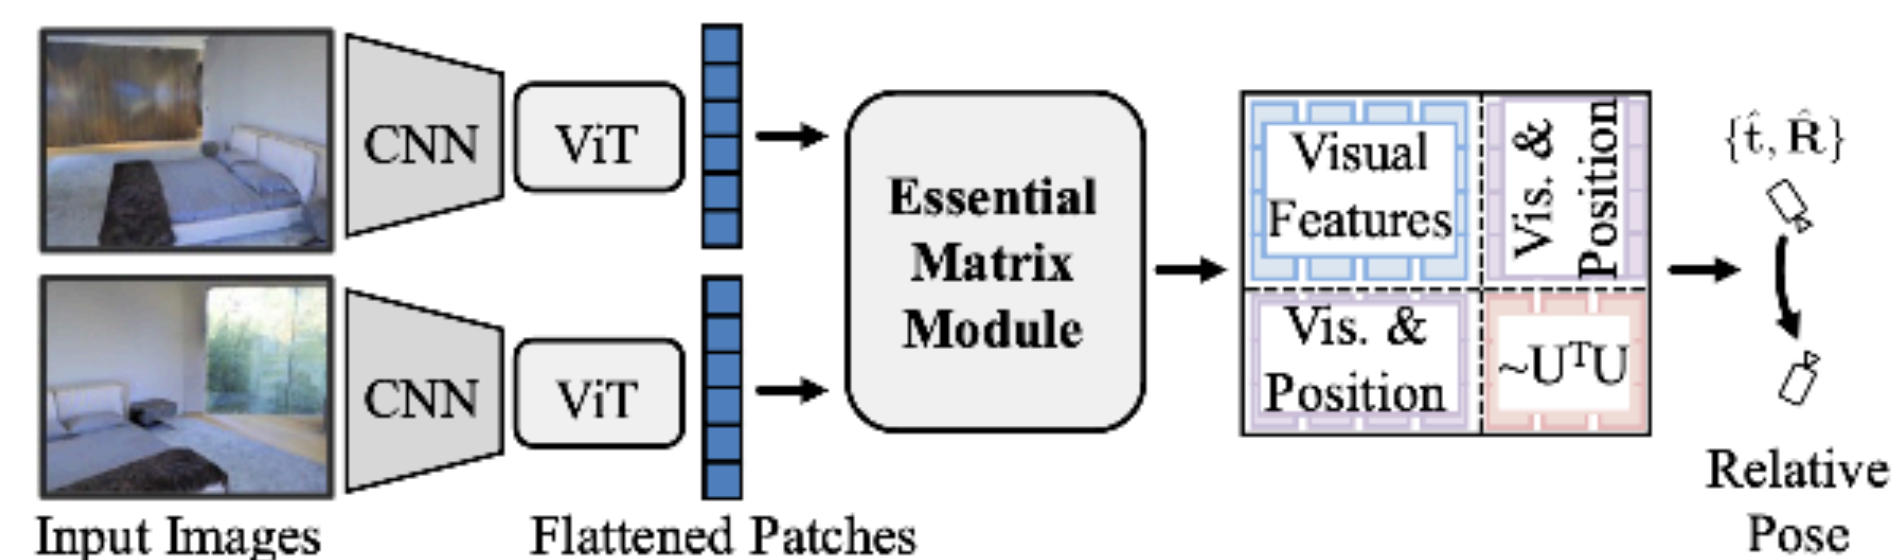 CNN
ViT
CNN
ViT
Input Images
Flattened Patches
Essential
Matrix
Module
Visual
Features
Vis. &
Position
Vis. &
Position
~UᵀU
{t̂, R̂}
Relative
Pose